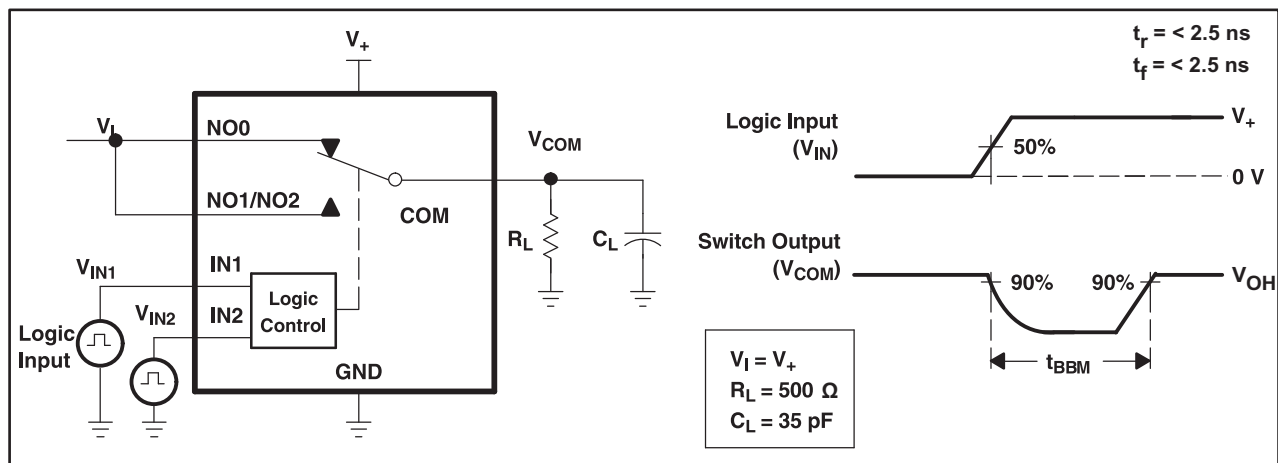 V+
tr = < 2.5 ns
tf = < 2.5 ns
VI
NO0
VCOM
NO1/NO2
COM
RL
CL
VIN1
IN1
VIN2
IN2
Logic
Control
Logic
Input
GND
Logic Input
(VIN)
50%
V+
0 V
Switch Output
(VCOM)
90%
90%
VOH
tBBM
VI = V+
RL = 500 Ω
CL = 35 pF